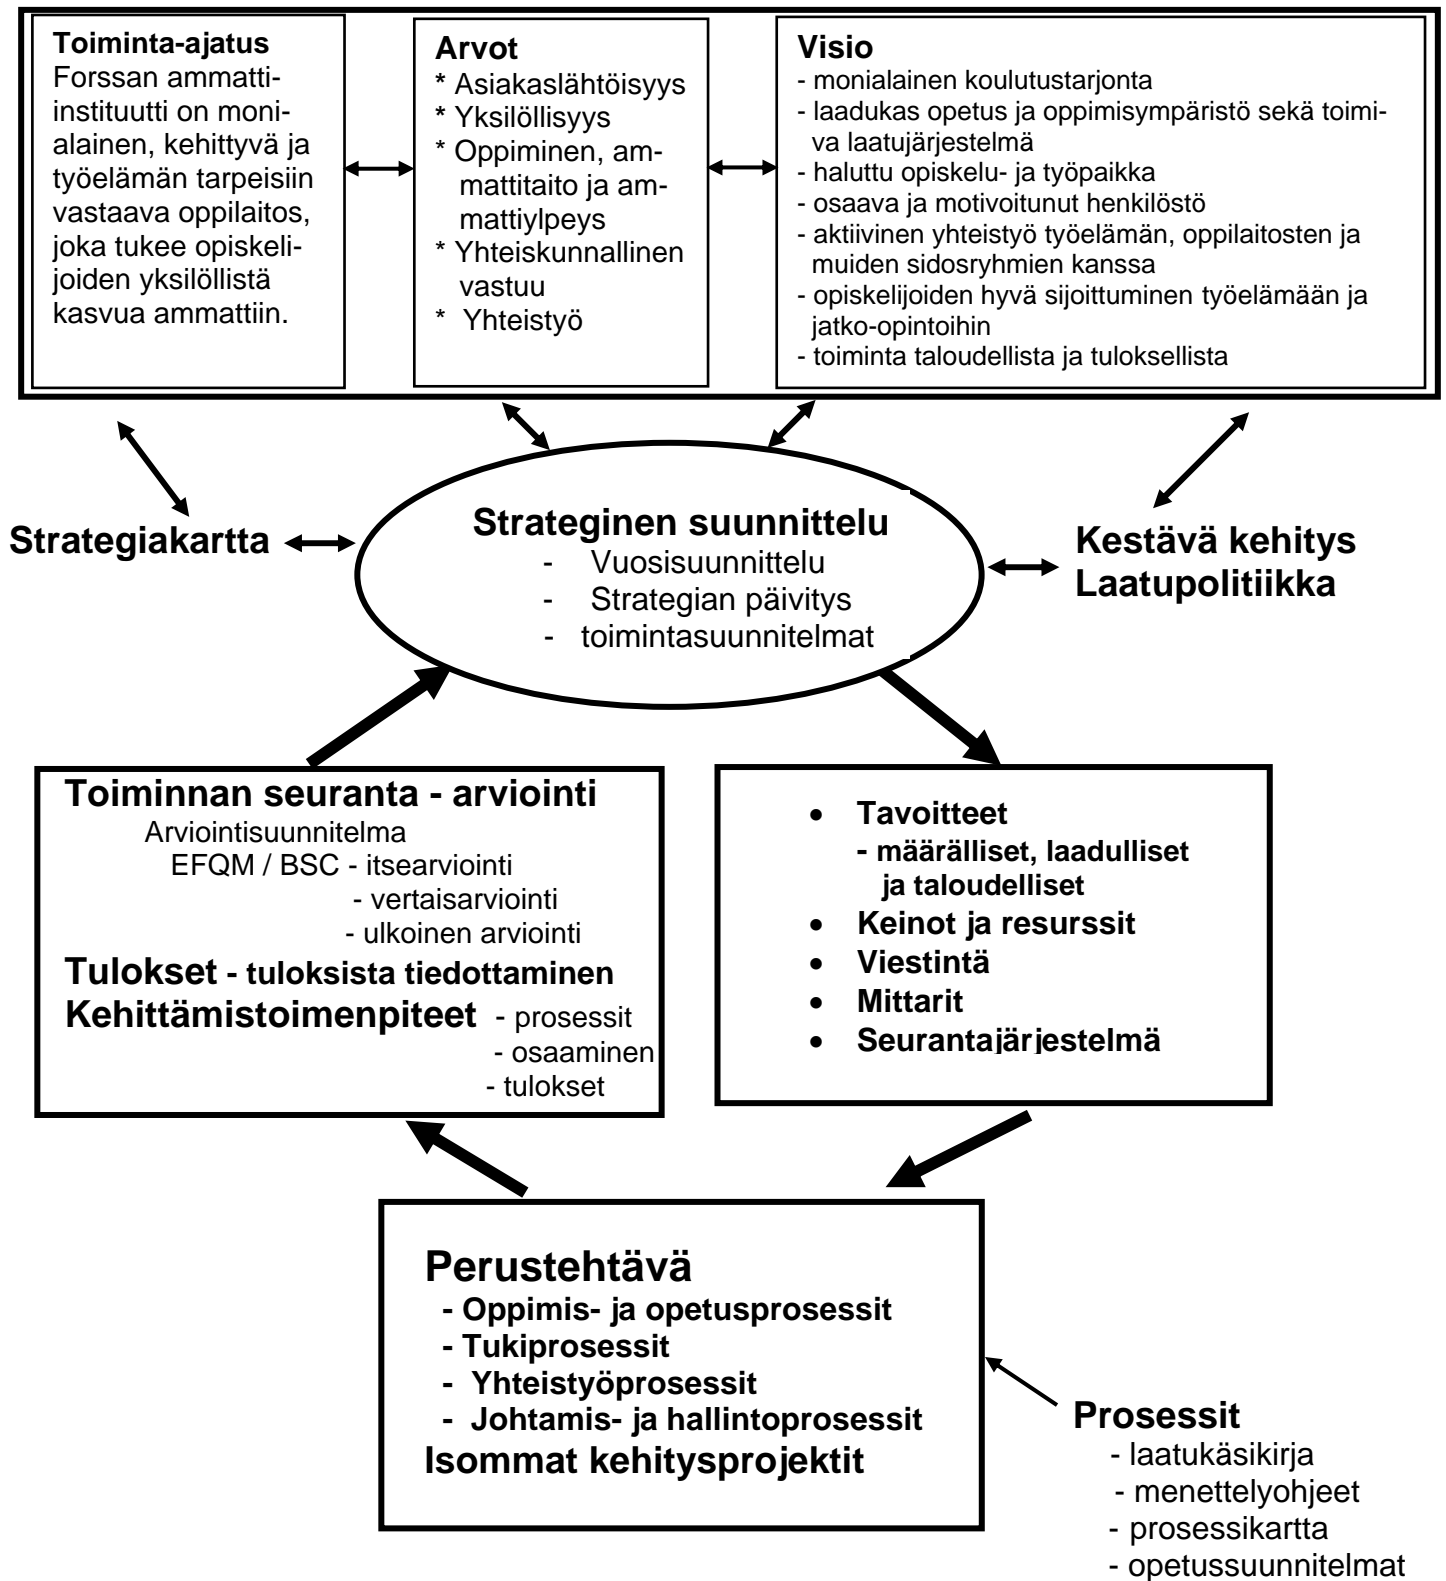 Toiminta-ajatus
Forssan ammatti-
instituutti on moni-
alainen, kehittyvä ja
työelämän tarpeisiin
vastaava oppilaitos,
joka tukee opiskeli-
joiden yksilöllistä
kasvua ammattiin.
Arvot
* Asiakaslähtöisyys
* Yksilöllisyys
* Oppiminen, am-
mattitaito ja am-
mattiylpeys
* Yhteiskunnallinen
vastuu
* Yhteistyö
Visio
- monialainen koulutustarjonta
- laadukas opetus ja oppimisympäristö sekä toimi-
va laatujärjestelmä
- haluttu opiskelu- ja työpaikka
- osaava ja motivoitunut henkilöstö
- aktiivinen yhteistyö työelämän, oppilaitosten ja
muiden sidosryhmien kanssa
- opiskelijoiden hyvä sijoittuminen työelämään ja
jatko-opintoihin
- toiminta taloudellista ja tuloksellista
Strategiakartta
Strateginen suunnittelu
- Vuosisuunnittelu
- Strategian päivitys
- toimintasuunnitelmat
Kestävä kehitys
Laatupolitiikka
Toiminnan seuranta - arviointi
Arviointisuunnitelma
EFQM / BSC - itsearviointi
- vertaisarviointi
- ulkoinen arviointi
Tulokset - tuloksista tiedottaminen
Kehittämistoimenpiteet - prosessit
- osaaminen
- tulokset
• Tavoitteet
- määrälliset, laadulliset
ja taloudelliset
• Keinot ja resurssit
• Viestintä
• Mittarit
• Seurantajärjestelmä
Perustehtävä
- Oppimis- ja opetusprosessit
- Tukiprosessit
- Yhteistyöprosessit
- Johtamis- ja hallintoprosessit
Isommat kehitysprojektit
Prosessit
- laatukäsikirja
- menettelyohjeet
- prosessikartta
- opetussuunnitelmat